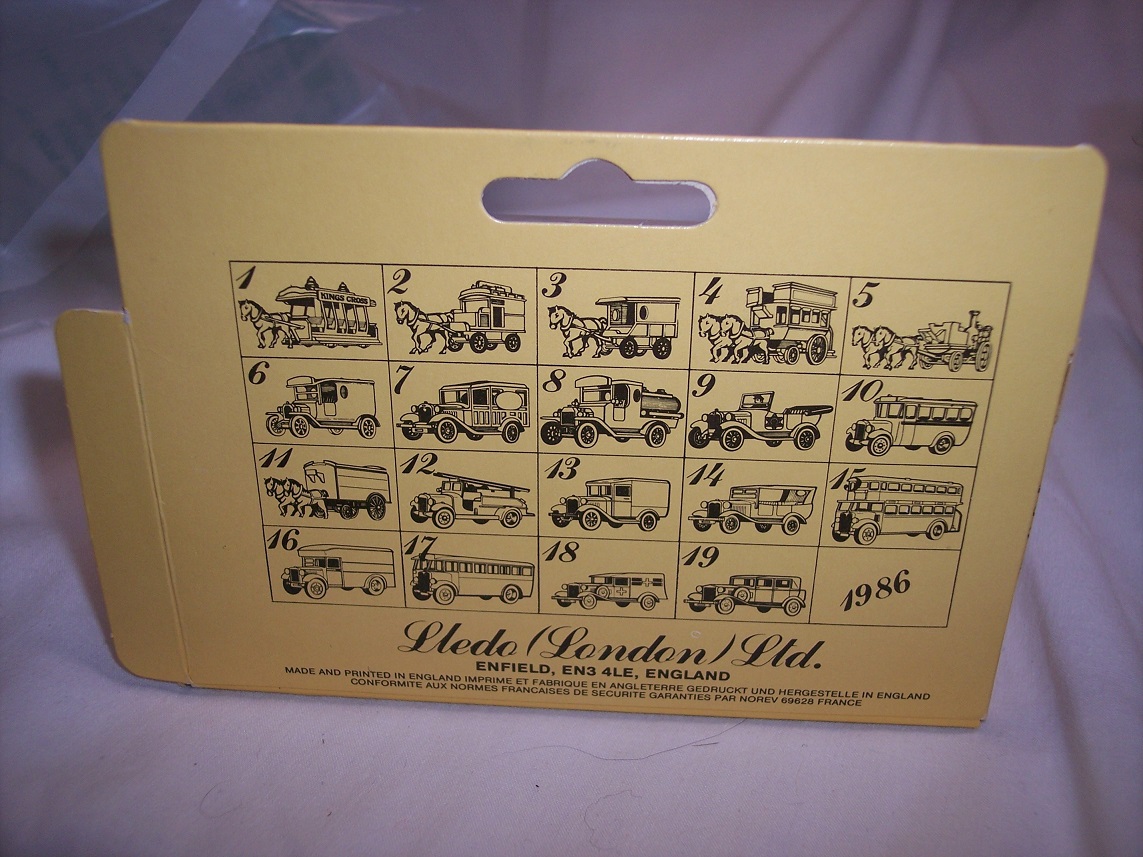 1 KINGS CROSS 2 3 4 5
6 7 8 9 10
11 12 13 14 15
16 17 18 19 1986
Lledo (London) Ltd.
ENFIELD, EN3 4LE, ENGLAND
MADE AND PRINTED IN ENGLAND IMPRIME ET FABRIQUE EN ANGLETERRE GEDRUCKT UND HERGESTELLE IN ENGLAND
CONFORMITE AUX NORMES FRANCAISES DE SECURITE GARANTIES PAR NOREV 69628 FRANCE